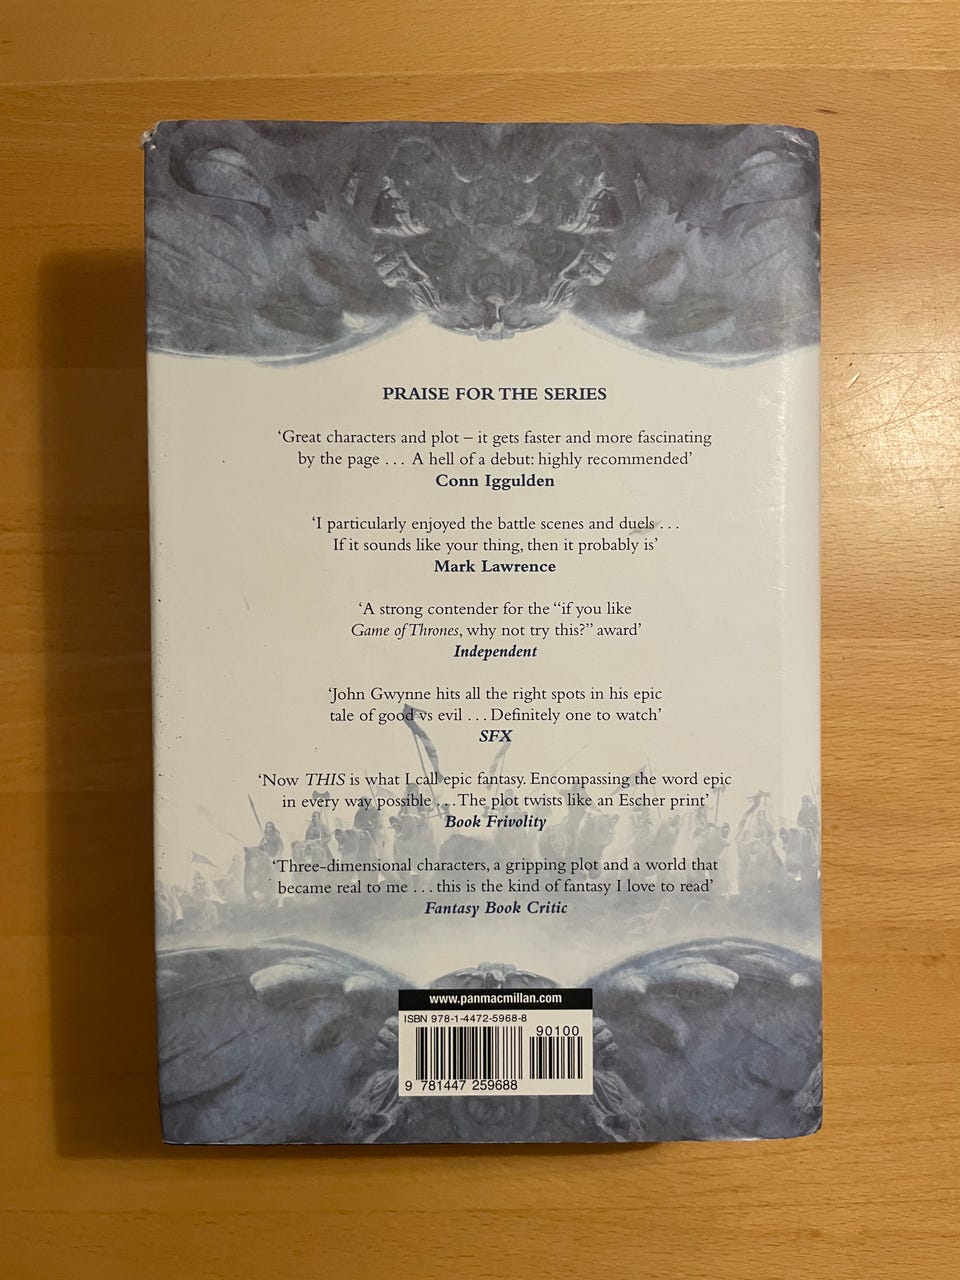 PRAISE FOR THE SERIES
‘Great characters and plot – it gets faster and more fascinating
by the page . . . A hell of a debut: highly recommended’
Conn Iggulden
‘I particularly enjoyed the battle scenes and duels . . .
If it sounds like your thing, then it probably is’
Mark Lawrence
‘A strong contender for the “if you like
Game of Thrones, why not try this?” award’
Independent
‘John Gwynne hits all the right spots in his epic
tale of good vs evil . . . Definitely one to watch’
SFX
‘Now THIS is what I call epic fantasy. Encompassing the word epic
in every way possible . . . The plot twists like an Escher print’
Book Frivolity
‘Three-dimensional characters, a gripping plot and a world that
became real to me . . . this is the kind of fantasy I love to read’
Fantasy Book Critic
www.panmacmillan.com
ISBN 978-1-4472-5968-8
90100
9 781447 259688